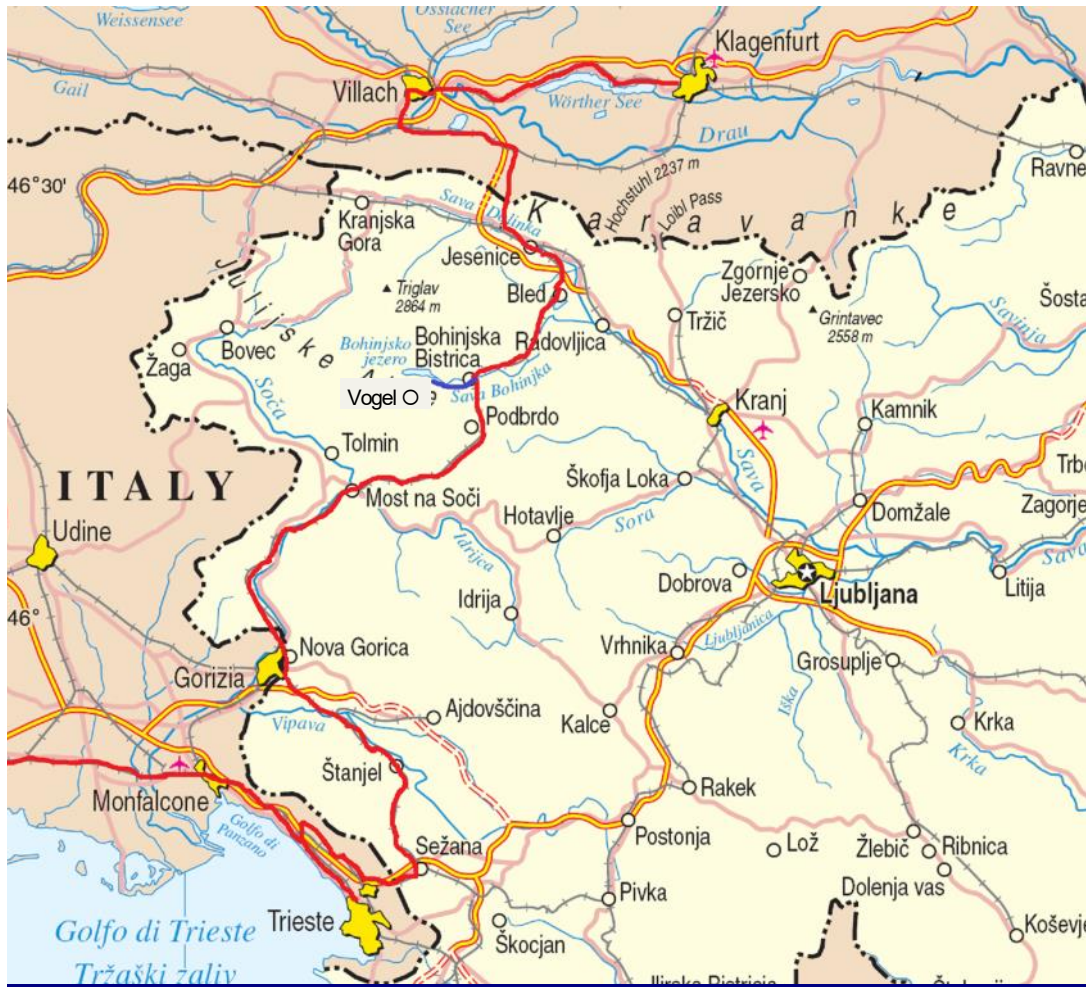 Weissensee
Ossiacher
See
Klagenfurt
Villach
Gail
Wörther See
Drau
Ravne
46°30'
Hochstuhl 2237 m
Loibl Pass
Karavanke
Sava Dolinka
Kranjska
Gora
Jesenice
Zgornje
Jezersko
Julijske
Triglav
2864 m
Bled
Šosta
Savinja
Grintavec
2558 m
Tržič
Bovec
Bohinjsko
jezero
Bohinjska
Bistrica
Radovljica
Žaga
Soča
Sava Bohinjka
Vogel
e
Kranj
Kamnik
Podbrdo
Tolmin
ITALY
Most na Soči
Škofja Loka
Sava
Trbo
Zagorje
Hotavlje
Sora
Domžale
Udine
Idrijca
Sava
Dobrova
Ljubljana
Litija
46°
Idrija
Ljubljanica
Nova Gorica
Vrhnika
Grosuplje
Gorizia
Iška
Vipava
Ajdovščina
Kalce
Krka
Krka
Štanjel
Rakek
Monfalcone
Golfo di
Panzano
Postonja
Sežana
Lož
Žlebič
Ribnica
Dolenja vas
Pivka
Trieste
Škocjan
Koševje
Golfo di Trieste
Tržaški zaliv
Ilirska Bistrica